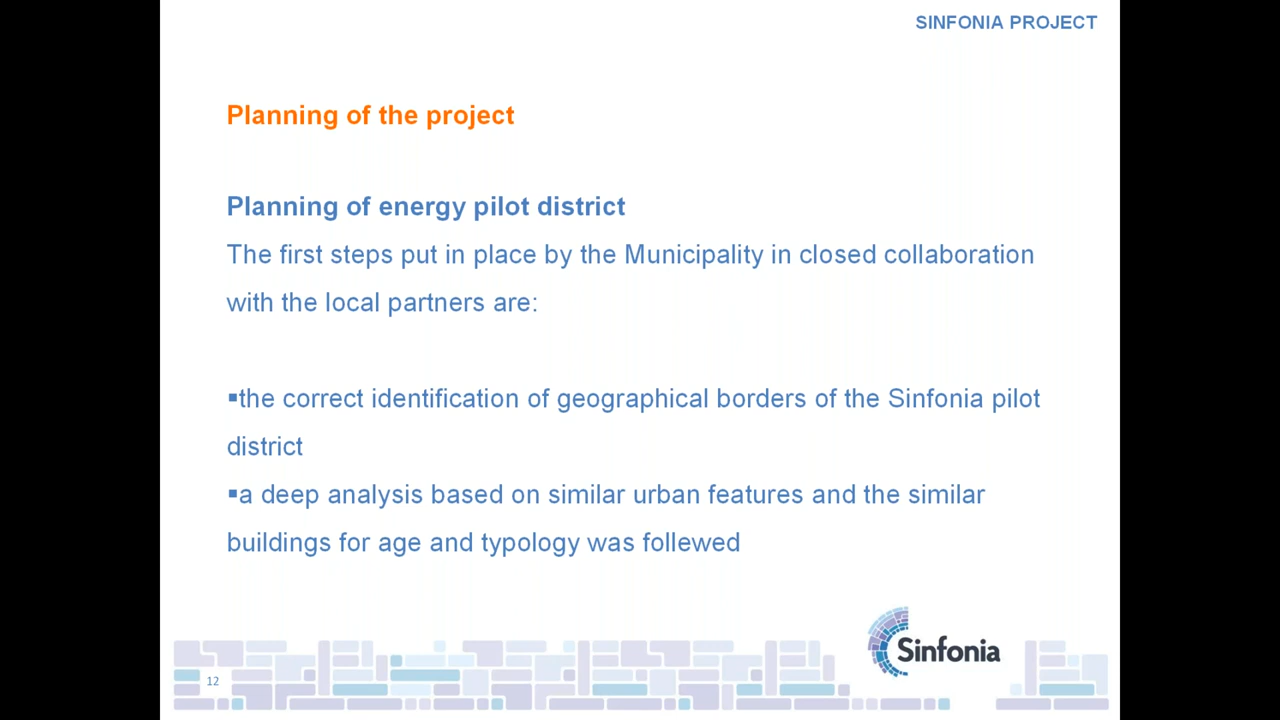 SINFONIA PROJECT
Planning of the project
Planning of energy pilot district
The first steps put in place by the Municipality in closed collaboration
with the local partners are:
▪the correct identification of geographical borders of the Sinfonia pilot
district
▪a deep analysis based on similar urban features and the similar
buildings for age and typology was follewed
Sinfonia
12